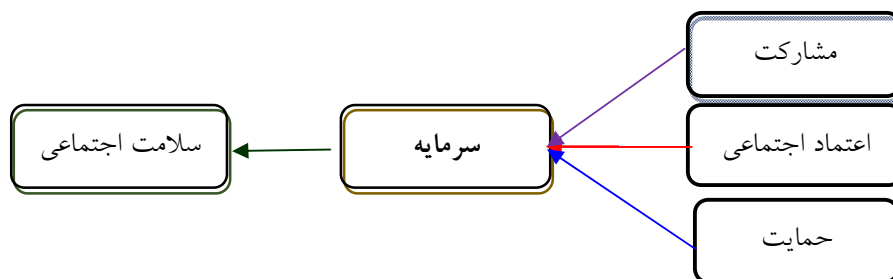 مشارکت
اعتماد اجتماعی
حمایت
سرمایه
سلامت اجتماعی